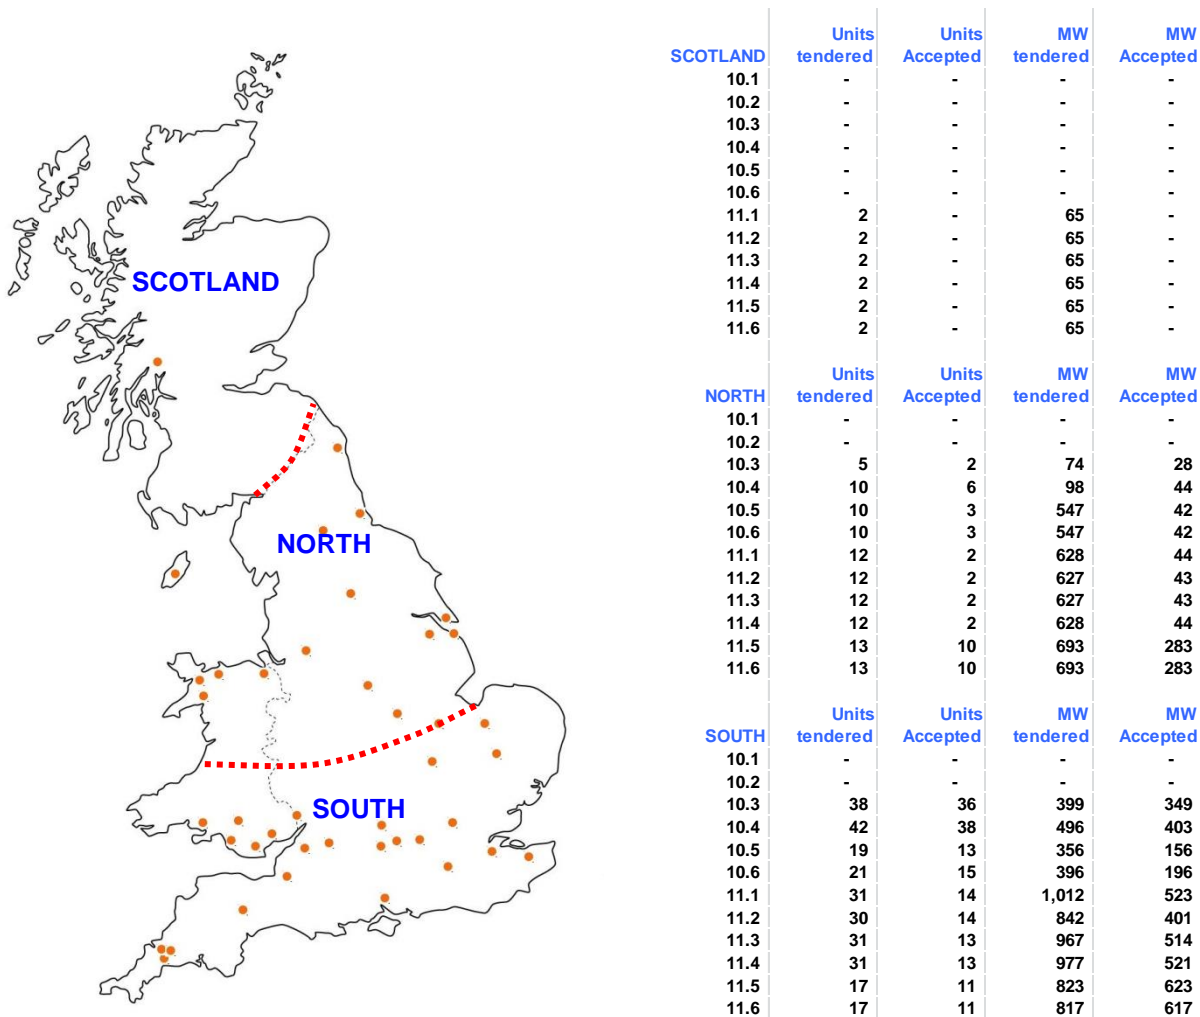 SCOTLAND
NORTH
SOUTH
Units Units MW MW
SCOTLAND tendered Accepted tendered Accepted
10.1 - - - -
10.2 - - - -
10.3 - - - -
10.4 - - - -
10.5 - - - -
10.6 - - - -
11.1 2 - 65 -
11.2 2 - 65 -
11.3 2 - 65 -
11.4 2 - 65 -
11.5 2 - 65 -
11.6 2 - 65 -
Units Units MW MW
NORTH tendered Accepted tendered Accepted
10.1 - - - -
10.2 - - - -
10.3 5 2 74 28
10.4 10 6 98 44
10.5 10 3 547 42
10.6 10 3 547 42
11.1 12 2 628 44
11.2 12 2 627 43
11.3 12 2 627 43
11.4 12 2 628 44
11.5 13 10 693 283
11.6 13 10 693 283
Units Units MW MW
SOUTH tendered Accepted tendered Accepted
10.1 - - - -
10.2 - - - -
10.3 38 36 399 349
10.4 42 38 496 403
10.5 19 13 356 156
10.6 21 15 396 196
11.1 31 14 1,012 523
11.2 30 14 842 401
11.3 31 13 967 514
11.4 31 13 977 521
11.5 17 11 823 623
11.6 17 11 817 617